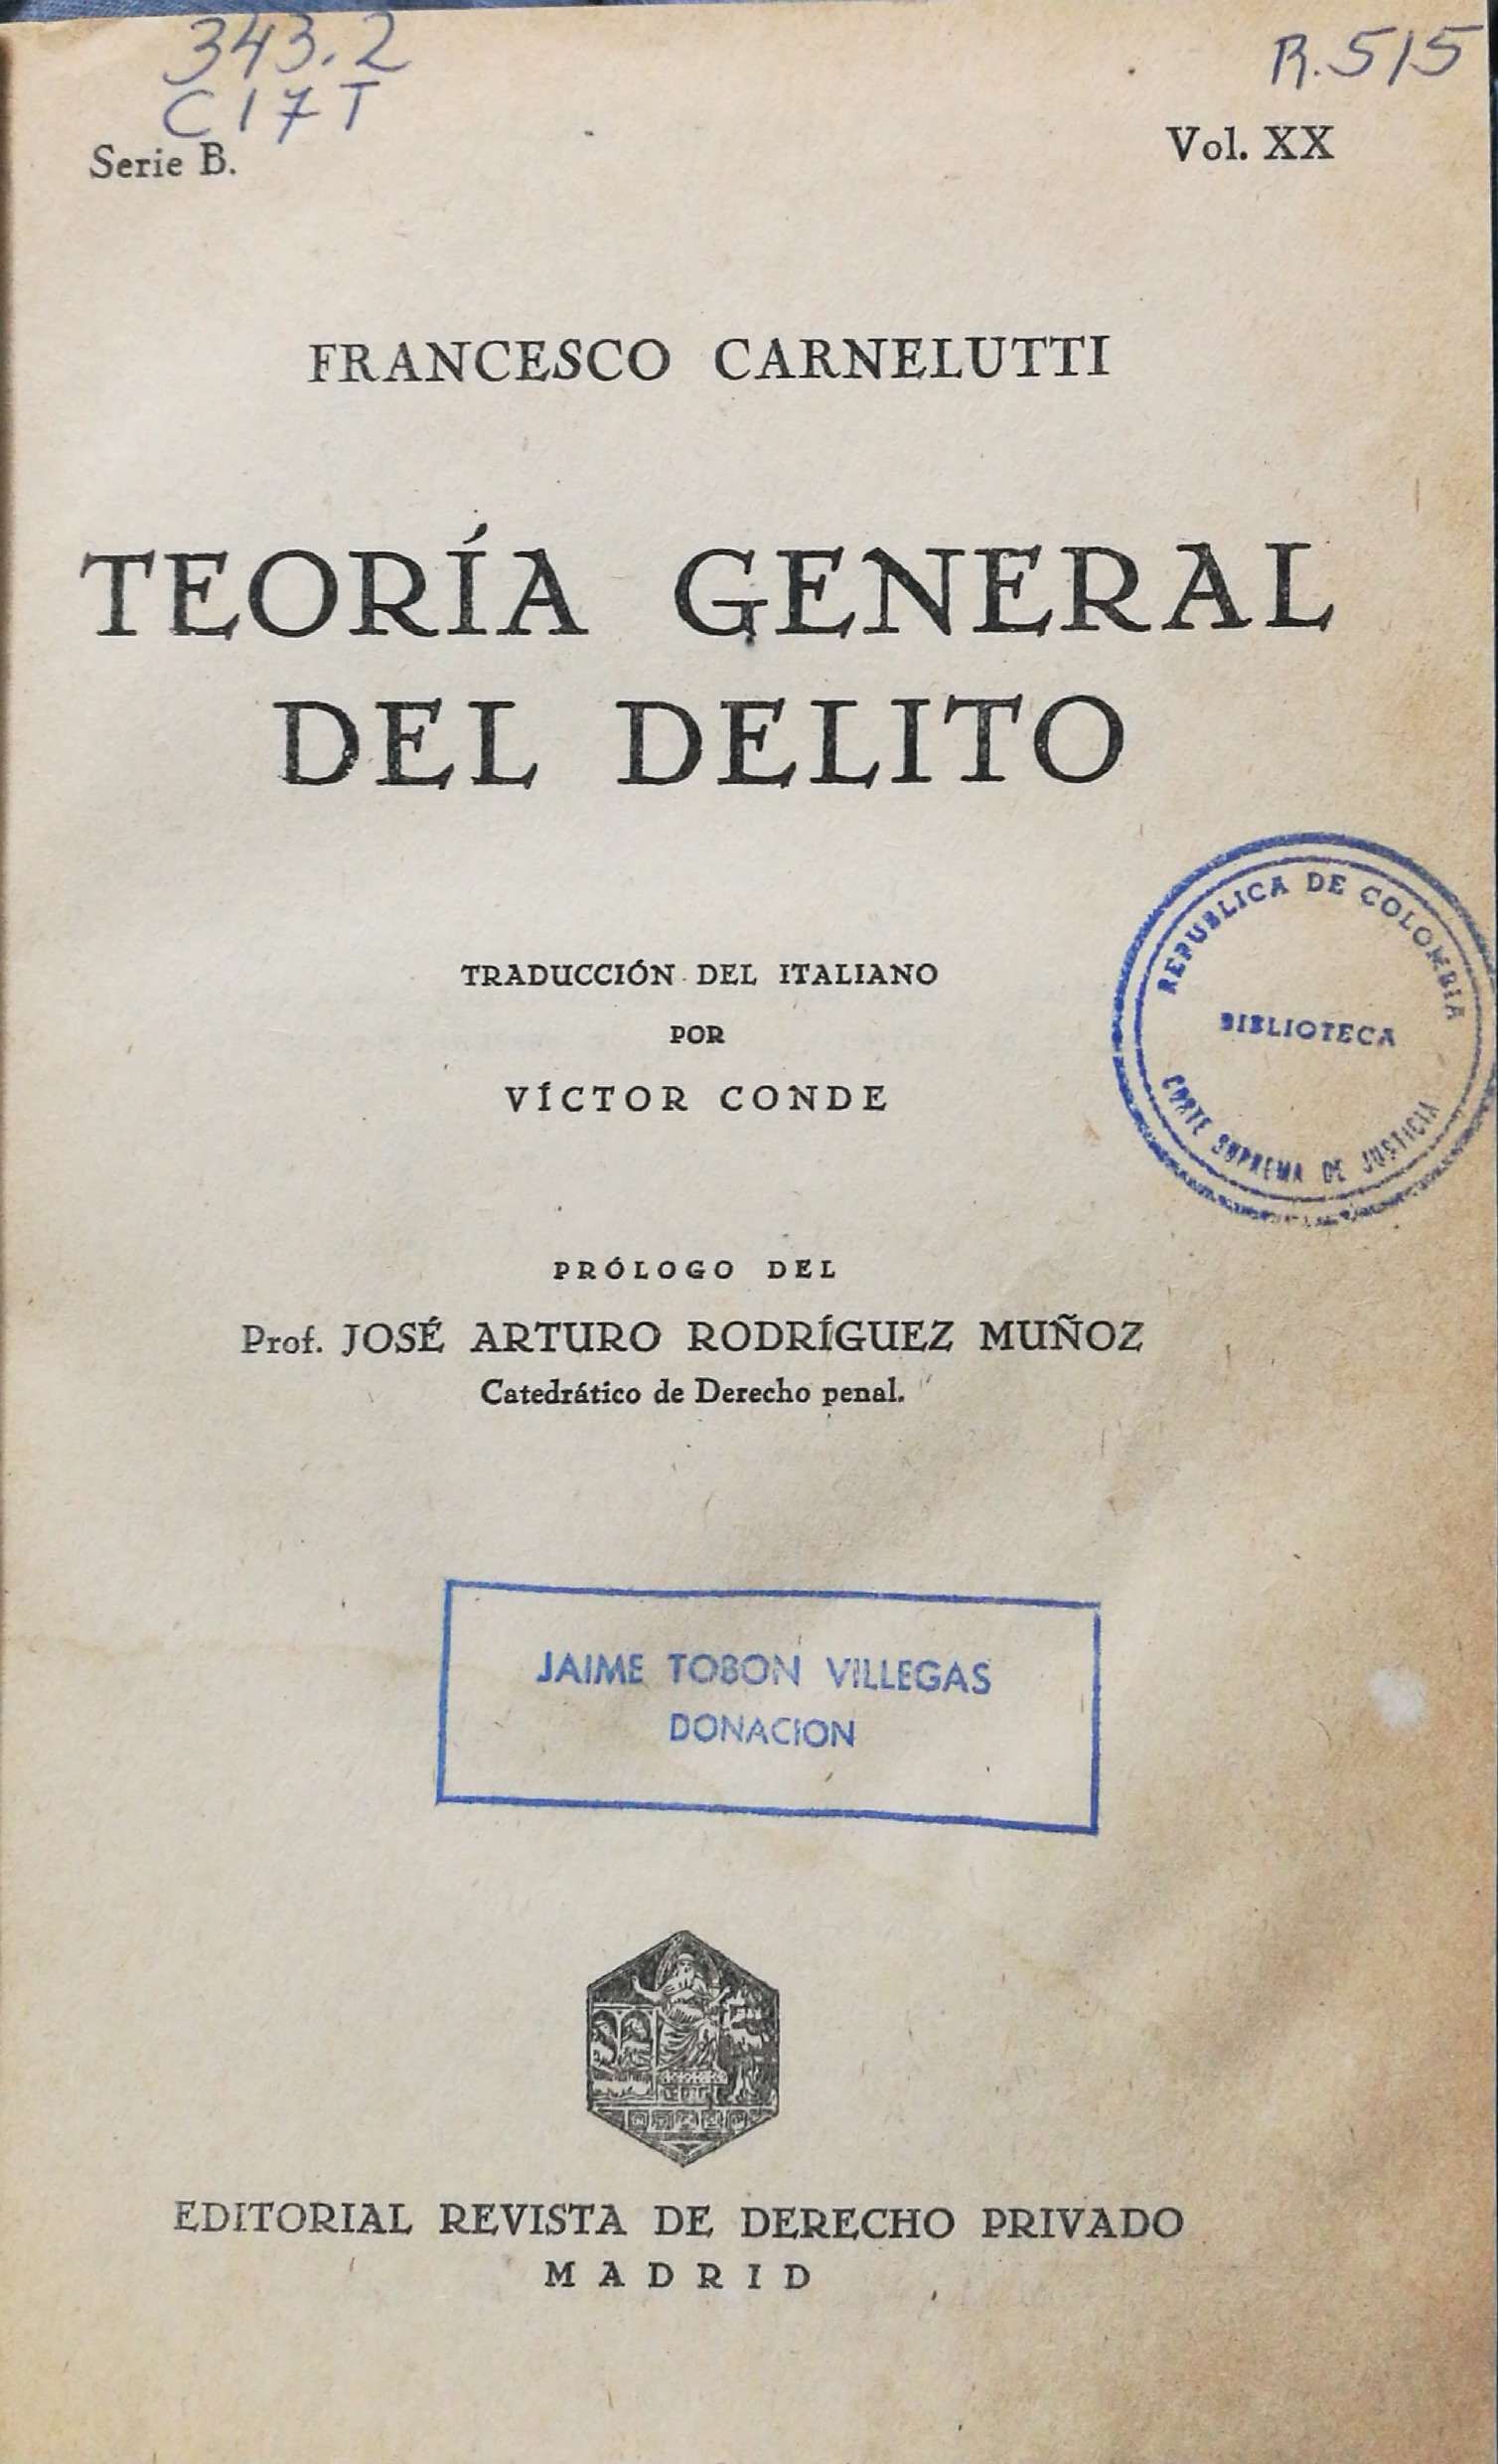 343.2
C17T
R.515
Serie B.
Vol. XX
FRANCESCO CARNELUTTI
TEORÍA GENERAL
DEL DELITO
TRADUCCIÓN DEL ITALIANO
POR
VÍCTOR CONDE
REPUBLICA DE COLOMBIA
BIBLIOTECA
CORTE SUPREMA DE JUSTICIA
PRÓLOGO DEL
Prof. JOSÉ ARTURO RODRÍGUEZ MUÑOZ
Catedrático de Derecho penal.
JAIME TOBON VILLEGAS
DONACION
EDITORIAL REVISTA DE DERECHO PRIVADO
MADRID